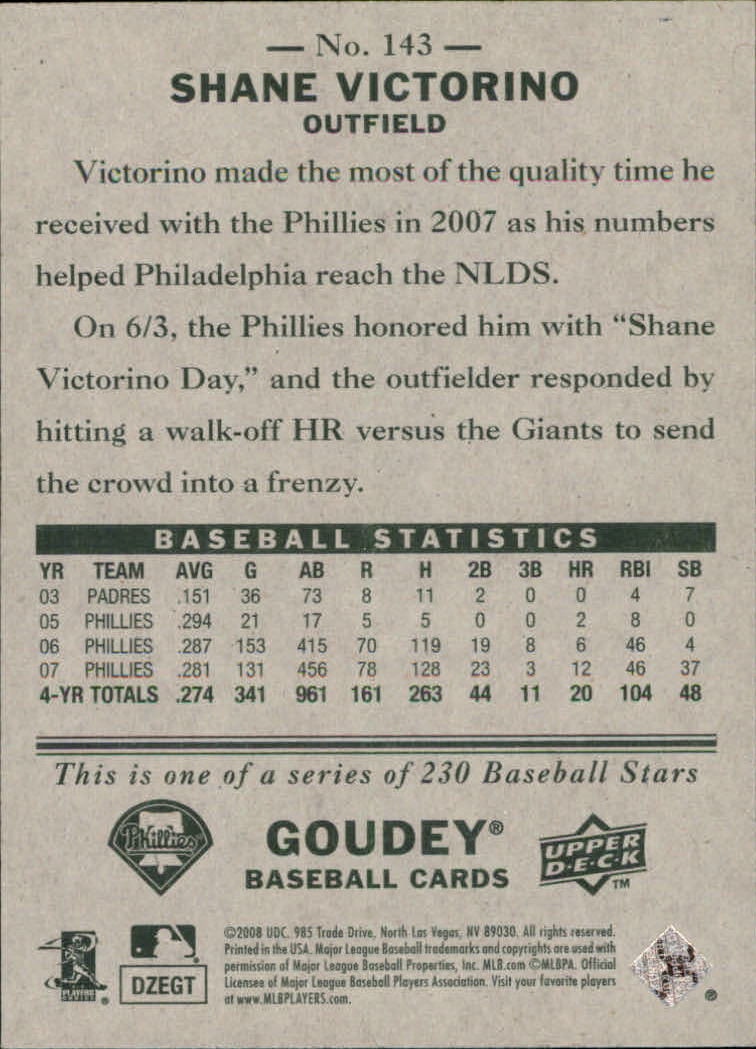 — No. 143 —
SHANE VICTORINO
OUTFIELD
Victorino made the most of the quality time he
received with the Phillies in 2007 as his numbers
helped Philadelphia reach the NLDS.
On 6/3, the Phillies honored him with “Shane
Victorino Day,” and the outfielder responded by
hitting a walk-off HR versus the Giants to send
the crowd into a frenzy.
BASEBALL STATISTICS
YR TEAM AVG G AB R H 2B 3B HR RBI SB
03 PADRES .151 36 73 8 11 2 0 0 4 7
05 PHILLIES .294 21 17 5 5 0 0 2 8 0
06 PHILLIES .287 153 415 70 119 19 8 6 46 4
07 PHILLIES .281 131 456 78 128 23 3 12 46 37
4-YR TOTALS .274 341 961 161 263 44 11 20 104 48
This is one of a series of 230 Baseball Stars
Phillies
GOUDEY®
BASEBALL CARDS
UPPER
D·E·C·K
TM
PLAYERS
CHOICE
®
DZEGT
©2008 UDC. 985 Trade Drive, North Las Vegas, NV 89030. All rights reserved.
Printed in the USA. Major League Baseball trademarks and copyrights are used with
permission of Major League Baseball Properties, Inc. MLB.com ©MLBPA. Official
Licensee of Major League Baseball Players Association. Visit your favorite players
at www.MLBPLAYERS.com.
®